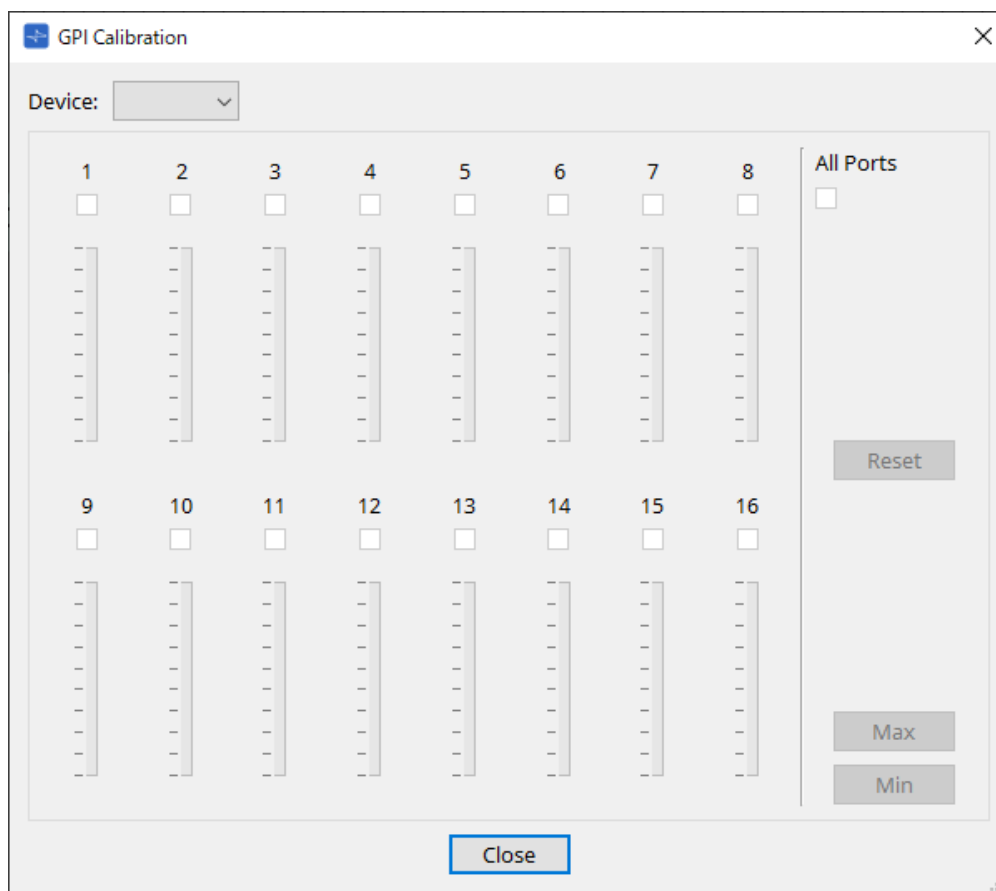 GPI Calibration
Device:
1 2 3 4 5 6 7 8 All Ports
Reset
9 10 11 12 13 14 15 16
Max
Min
Close